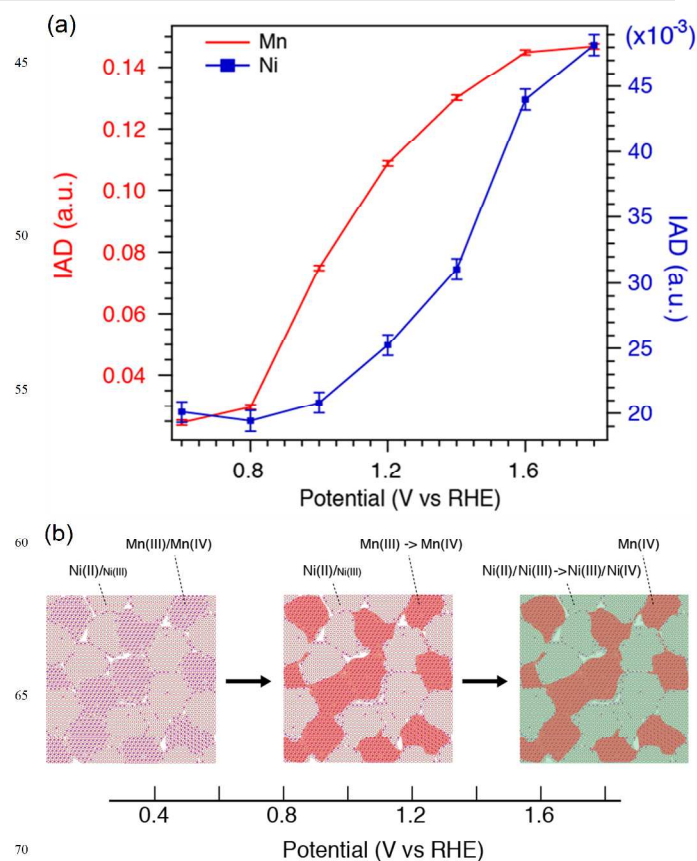 (a)
Mn
Ni
(x10⁻³)
45
0.14
0.12
0.10
0.08
0.06
0.04
IAD (a.u.)
45
40
35
30
25
20
IAD (a.u.)
50
55
0.8 1.2 1.6
Potential (V vs RHE)
(b)
60
Mn(III)/Mn(IV)
Ni(II)/Ni(III)
Mn(III) -> Mn(IV)
Ni(II)/Ni(III)
Mn(IV)
Ni(II)/Ni(III)->Ni(III)/Ni(IV)
65
0.4 0.8 1.2 1.6
Potential (V vs RHE)
70